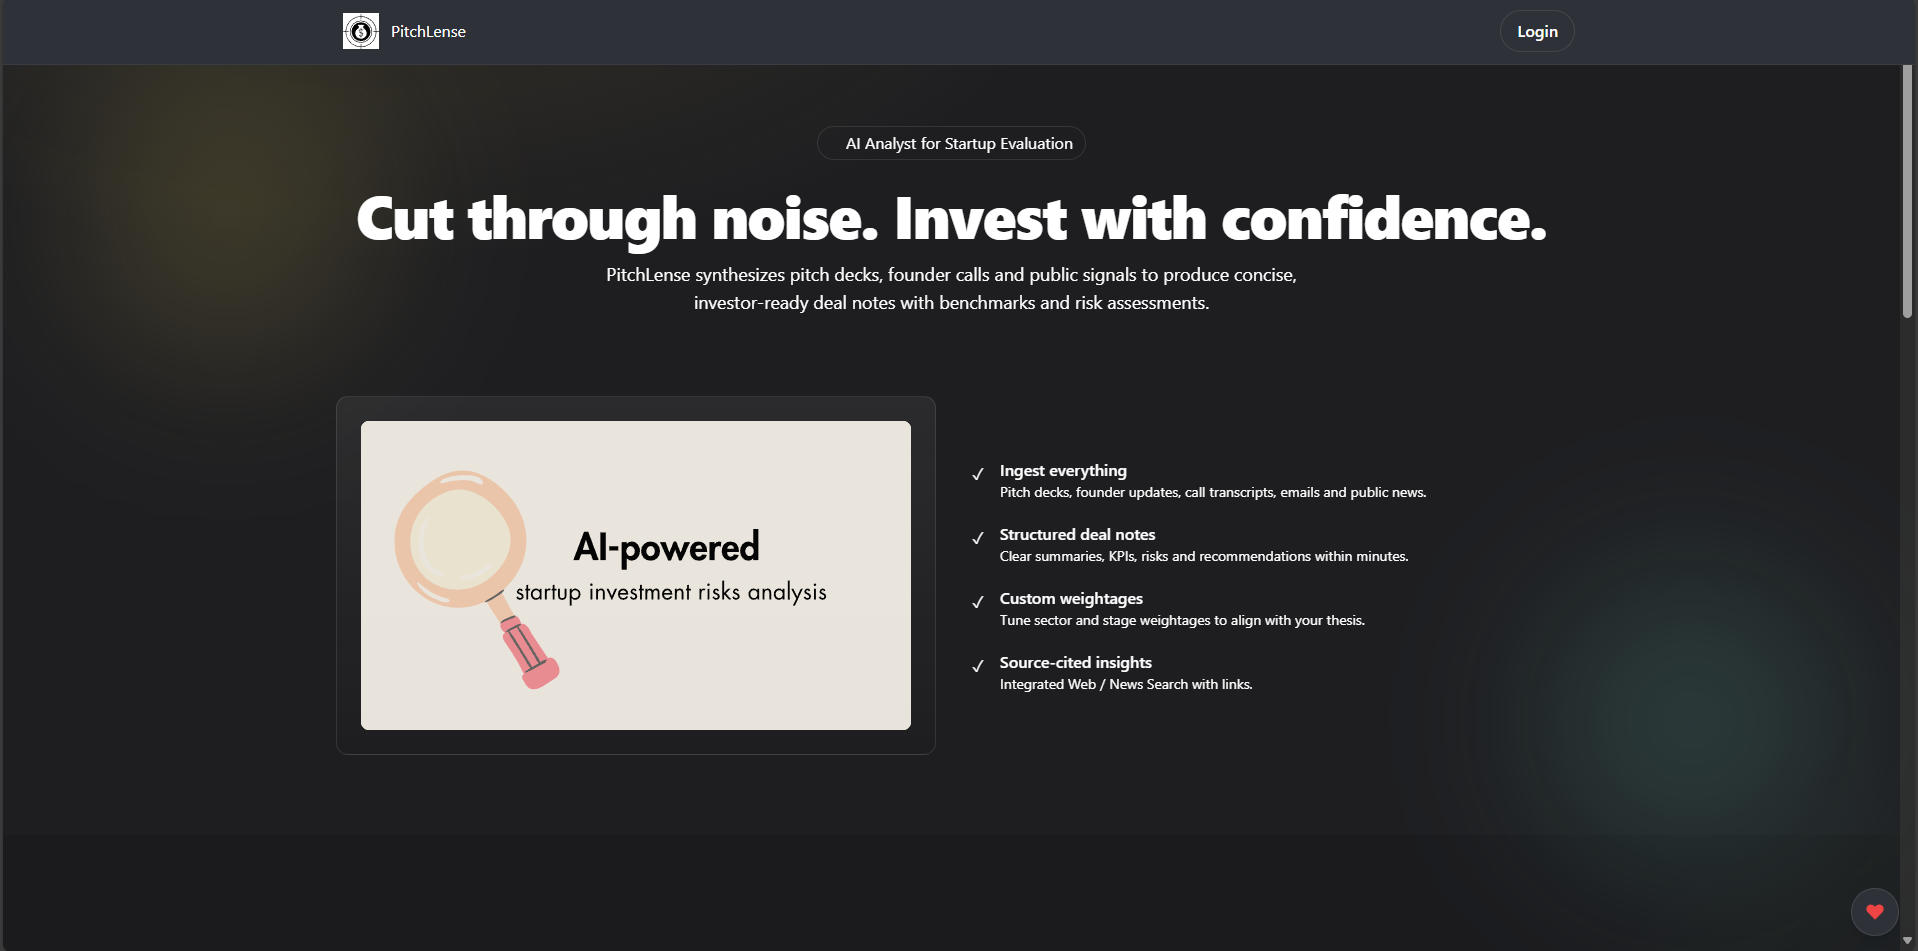 PitchLense
Login
AI Analyst for Startup Evaluation
Cut through noise. Invest with confidence.
PitchLense synthesizes pitch decks, founder calls and public signals to produce concise,
investor-ready deal notes with benchmarks and risk assessments.
AI-powered
startup investment risks analysis
Ingest everything
Pitch decks, founder updates, call transcripts, emails and public news.
Structured deal notes
Clear summaries, KPIs, risks and recommendations within minutes.
Custom weightages
Tune sector and stage weightages to align with your thesis.
Source-cited insights
Integrated Web / News Search with links.